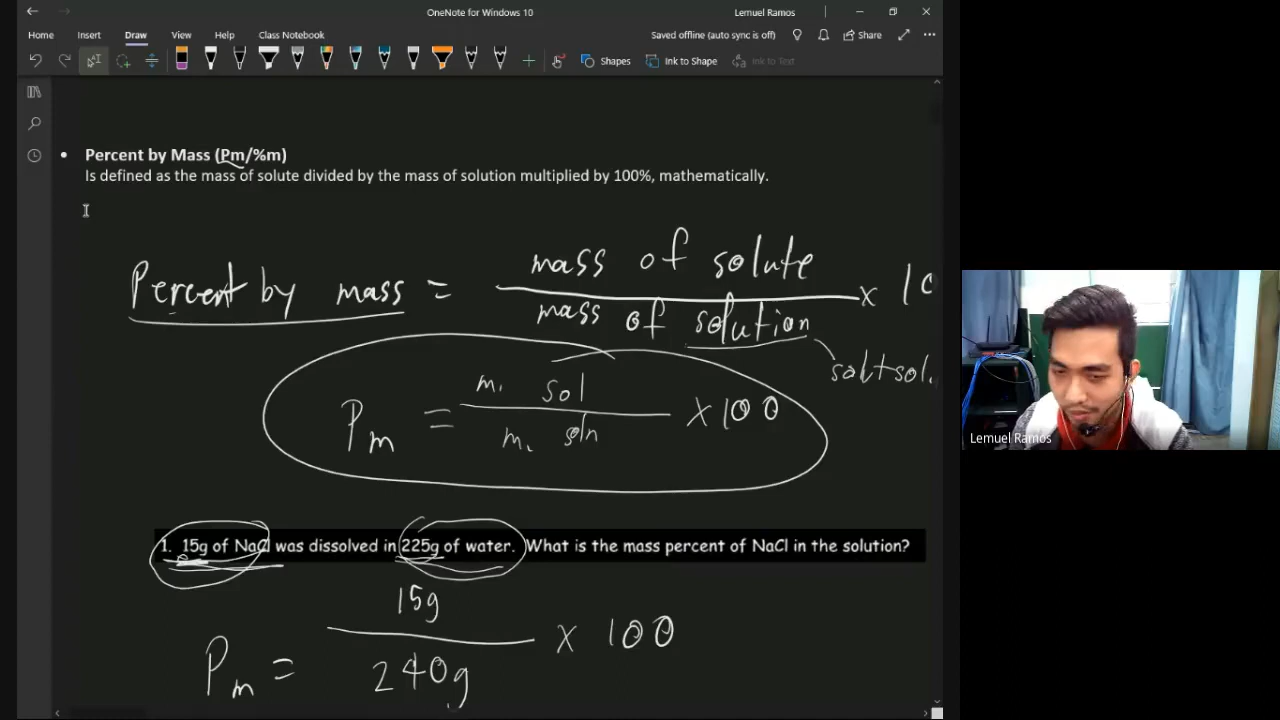 OneNote for Windows 10
Lemuel Ramos
Home Insert Draw View Help Class Notebook
Saved offline (auto sync is off) Share
Shapes Ink to Shape Ink to Text
• Percent by Mass (Pm/%m)
Is defined as the mass of solute divided by the mass of solution multiplied by 100%, mathematically.
Percent by mass = mass of solute
mass of solution x 10
salt+sol.
Pm = m. sol
m. soln x 100
1. 15g of NaCl was dissolved in 225g of water. What is the mass percent of NaCl in the solution?
Pm = 15g
240g x 100
Lemuel Ramos